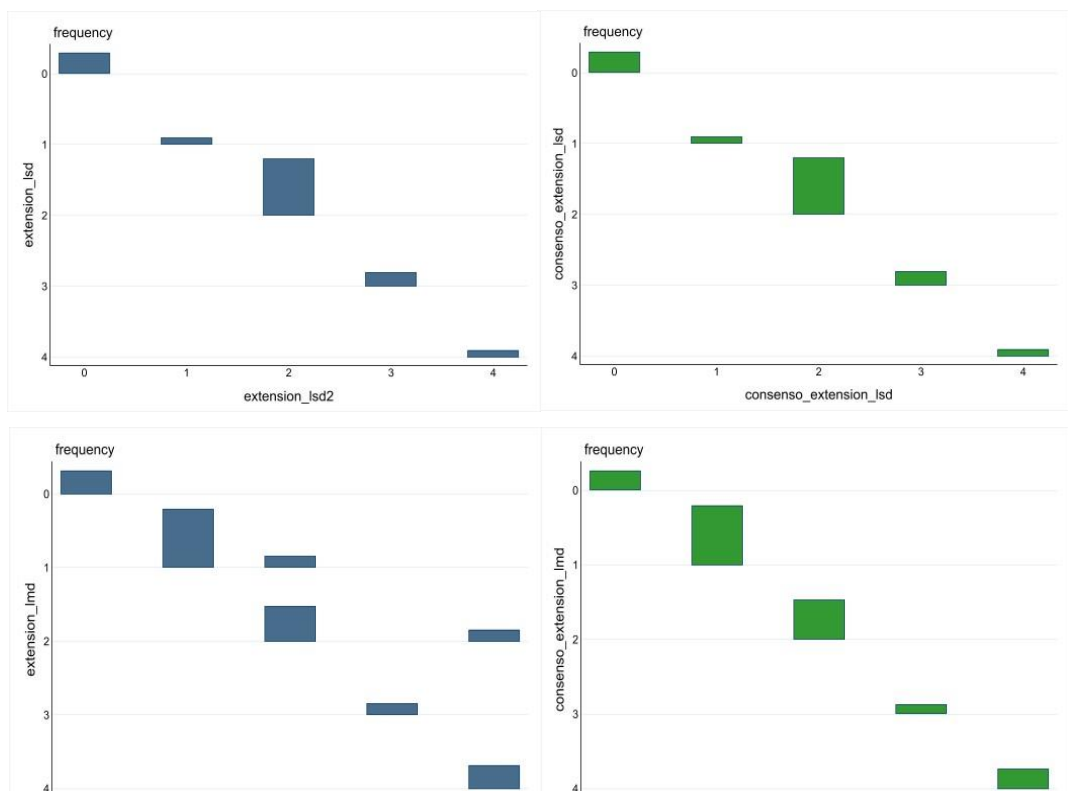 frequency
0
1
2
3
4
extension_lsd
0 1 2 3 4
extension_lsd2
frequency
0
1
2
3
4
consenso_extension_lsd
0 1 2 3 4
consenso_extension_lsd
frequency
0
1
2
3
4
extension_lmd
frequency
0
1
2
3
4
consenso_extension_lmd